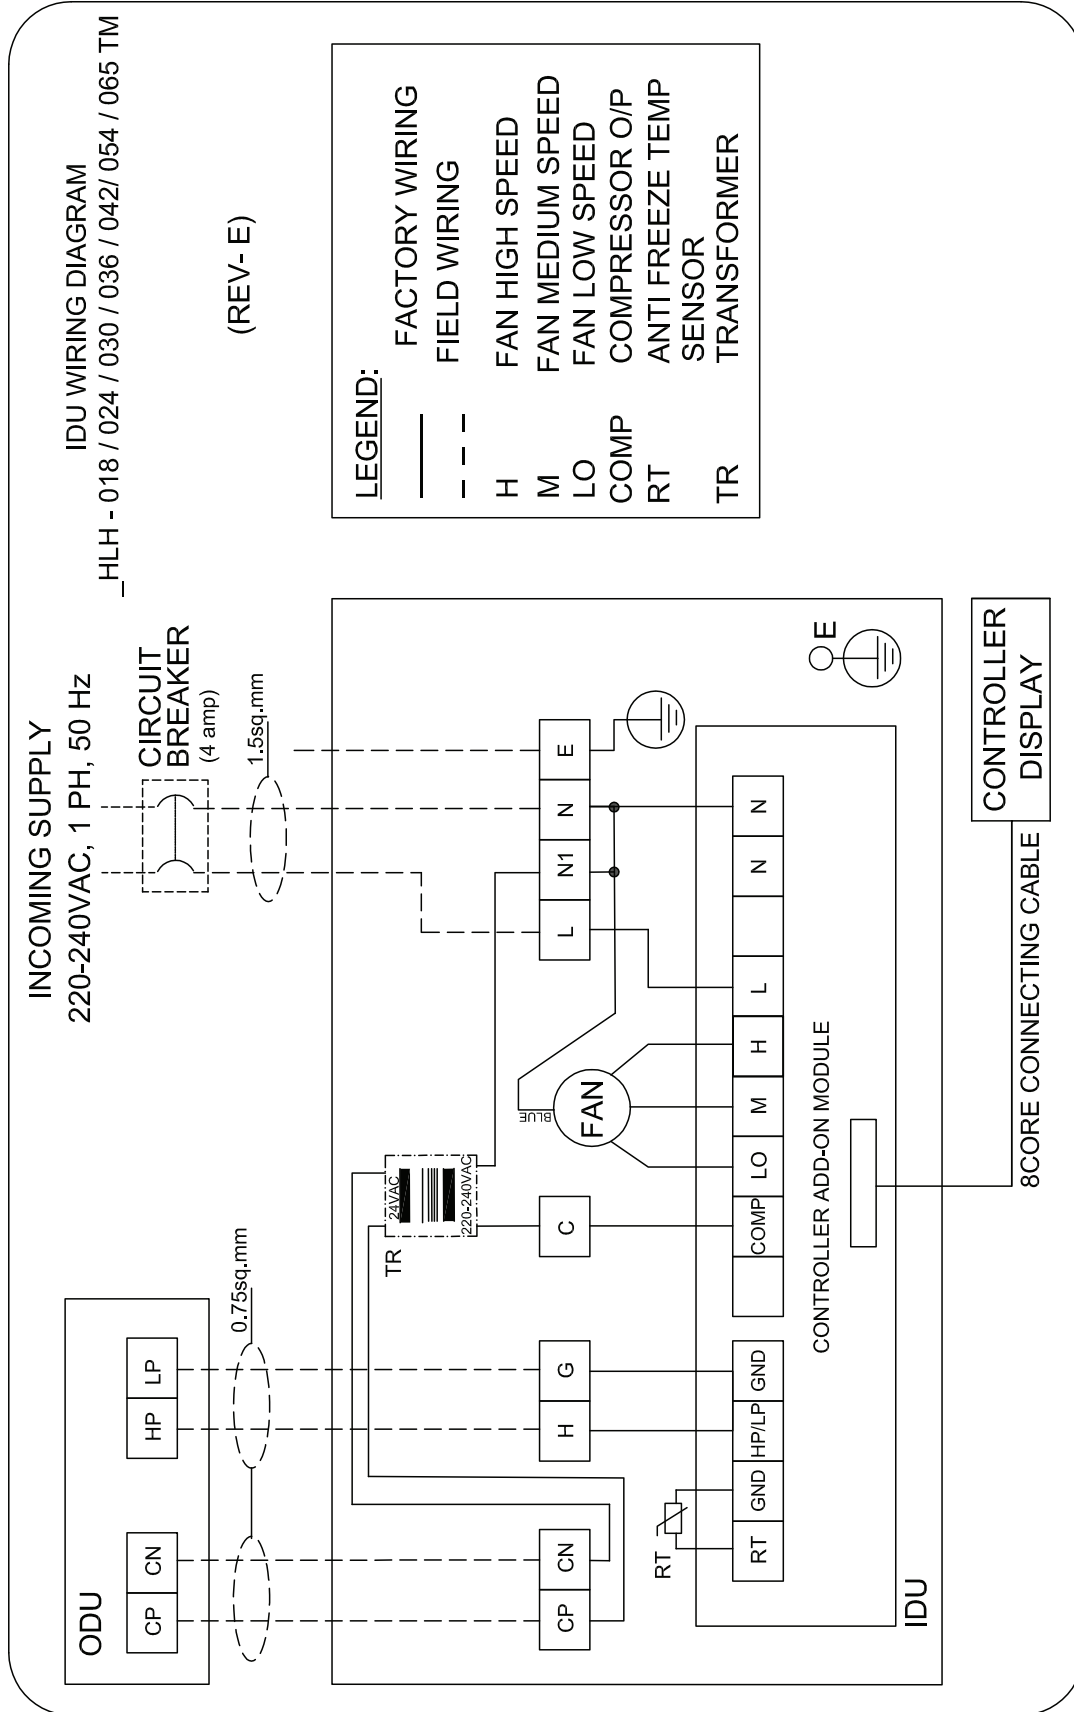 IDU WIRING DIAGRAM
_HLH - 018 / 024 / 030 / 036 / 042/ 054 / 065 TM
(REV- E)
INCOMING SUPPLY
220-240VAC, 1 PH, 50 Hz
CIRCUIT
BREAKER
(4 amp)
1.5sq.mm
0.75sq.mm
ODU
CP
CN
HP
LP
LEGEND:
FACTORY WIRING
FIELD WIRING
H FAN HIGH SPEED
M FAN MEDIUM SPEED
LO FAN LOW SPEED
COMP COMPRESSOR O/P
RT ANTI FREEZE TEMP
SENSOR
TR TRANSFORMER
TR
24VAC
220-240VAC
BLUE
FAN
CP
CN
H
G
C
L
N1
N
E
RT
RT
GND
HP/LP
GND
COMP
LO
M
H
L
N
N
E
CONTROLLER ADD-ON MODULE
IDU
8CORE CONNECTING CABLE
CONTROLLER
DISPLAY